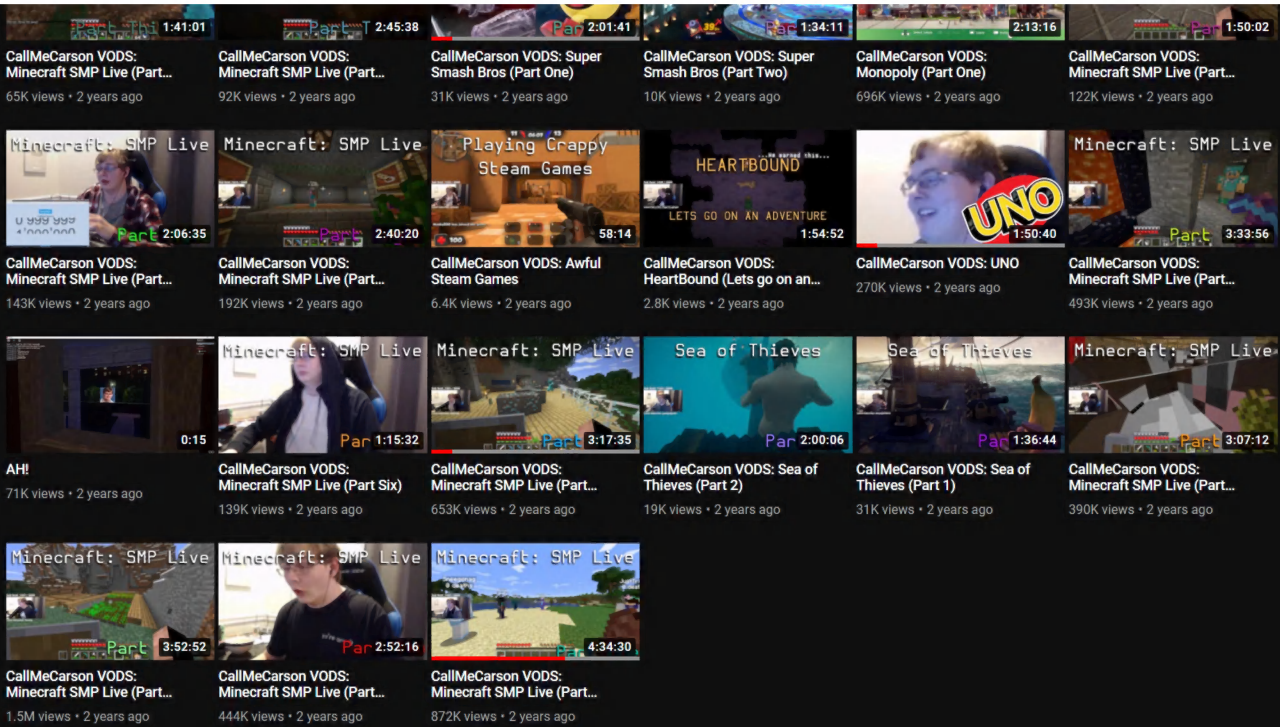 Part Thi 1:41:01
Part T 2:45:38
Par 2:01:41
39 Par 1:34:11
2:13:16
Par 1:50:02
CallMeCarson VODS:
Minecraft SMP Live (Part...
65K views • 2 years ago
CallMeCarson VODS:
Minecraft SMP Live (Part...
92K views • 2 years ago
CallMeCarson VODS: Super
Smash Bros (Part One)
31K views • 2 years ago
CallMeCarson VODS: Super
Smash Bros (Part Two)
10K views • 2 years ago
CallMeCarson VODS:
Monopoly (Part One)
696K views • 2 years ago
CallMeCarson VODS:
Minecraft SMP Live (Part...
122K views • 2 years ago
Minecraft: SMP Live
Part 2:06:35
CallMeCarson VODS:
Minecraft SMP Live (Part...
143K views • 2 years ago
Minecraft: SMP Live
Part 2:40:20
CallMeCarson VODS:
Minecraft SMP Live (Part...
192K views • 2 years ago
Playing Crappy
Steam Games
100
58:14
CallMeCarson VODS: Awful
Steam Games
6.4K views • 2 years ago
...He earned this...
HEARTBOUND
LETS GO ON AN ADVENTURE
1:54:52
CallMeCarson VODS:
HeartBound (Lets go on an...
2.8K views • 2 years ago
UNO
1:50:40
CallMeCarson VODS: UNO
270K views • 2 years ago
Minecraft: SMP Live
Part 3:33:56
CallMeCarson VODS:
Minecraft SMP Live (Part...
493K views • 2 years ago
0:15
AH!
71K views • 2 years ago
Minecraft: SMP Live
Par 1:15:32
CallMeCarson VODS:
Minecraft SMP Live (Part Six)
139K views • 2 years ago
Minecraft: SMP Live
Part 3:17:35
CallMeCarson VODS:
Minecraft SMP Live (Part...
653K views • 2 years ago
Sea of Thieves
Par 2:00:06
CallMeCarson VODS: Sea of
Thieves (Part 2)
19K views • 2 years ago
Sea of Thieves
Par 1:36:44
CallMeCarson VODS: Sea of
Thieves (Part 1)
31K views • 2 years ago
Minecraft: SMP Live
Part 3:07:12
CallMeCarson VODS:
Minecraft SMP Live (Part...
390K views • 2 years ago
Minecraft: SMP Live
Part 3:52:52
CallMeCarson VODS:
Minecraft SMP Live (Part...
1.5M views • 2 years ago
Minecraft: SMP Live
Par 2:52:16
CallMeCarson VODS:
Minecraft SMP Live (Part...
444K views • 2 years ago
Minecraft: SMP Live
Pa 4:34:30
CallMeCarson VODS:
Minecraft SMP Live (Part...
872K views • 2 years ago